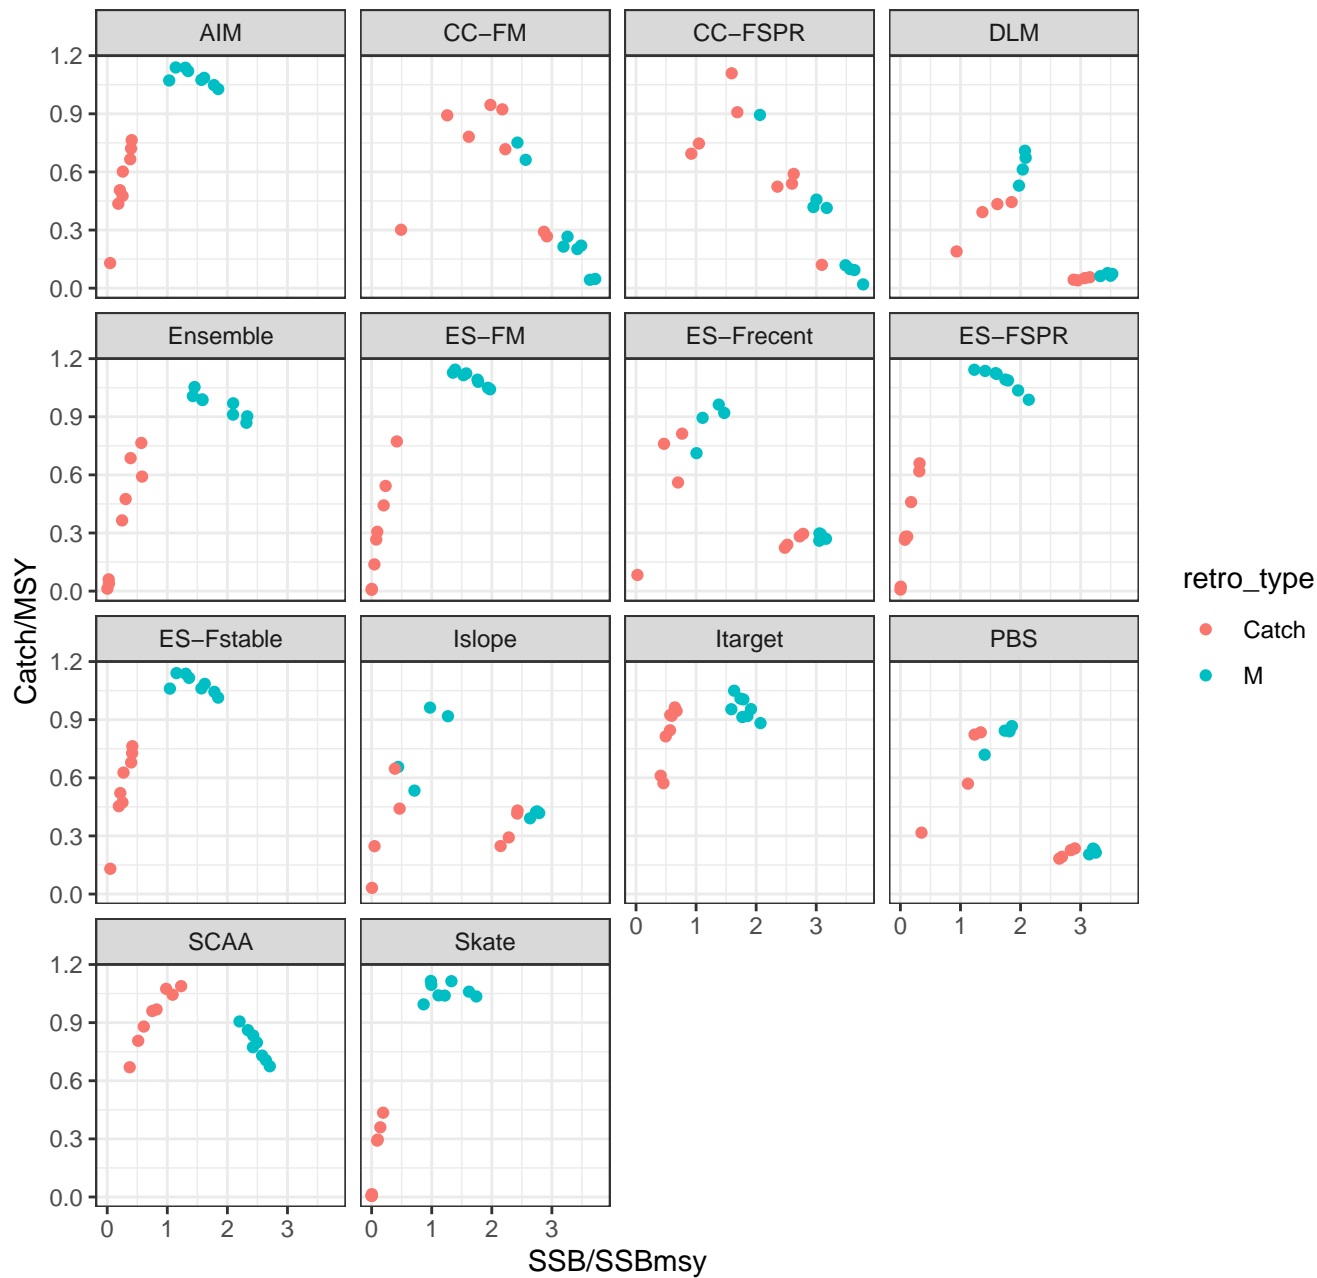 AIM CC−FM CC−FSPR DLM
1.2
0.9
0.6
0.3
0.0
Ensemble ES−FM ES−Frecent ES−FSPR
1.2
0.9
0.6
0.3
0.0
ES−Fstable Islope Itarget PBS
1.2
0.9
0.6
0.3
0.0
0 1 2 3 0 1 2 3
SCAA Skate
1.2
0.9
0.6
0.3
0.0
0 1 2 3 0 1 2 3
SSB/SSBmsy
Catch/MSY
retro_type
Catch
M